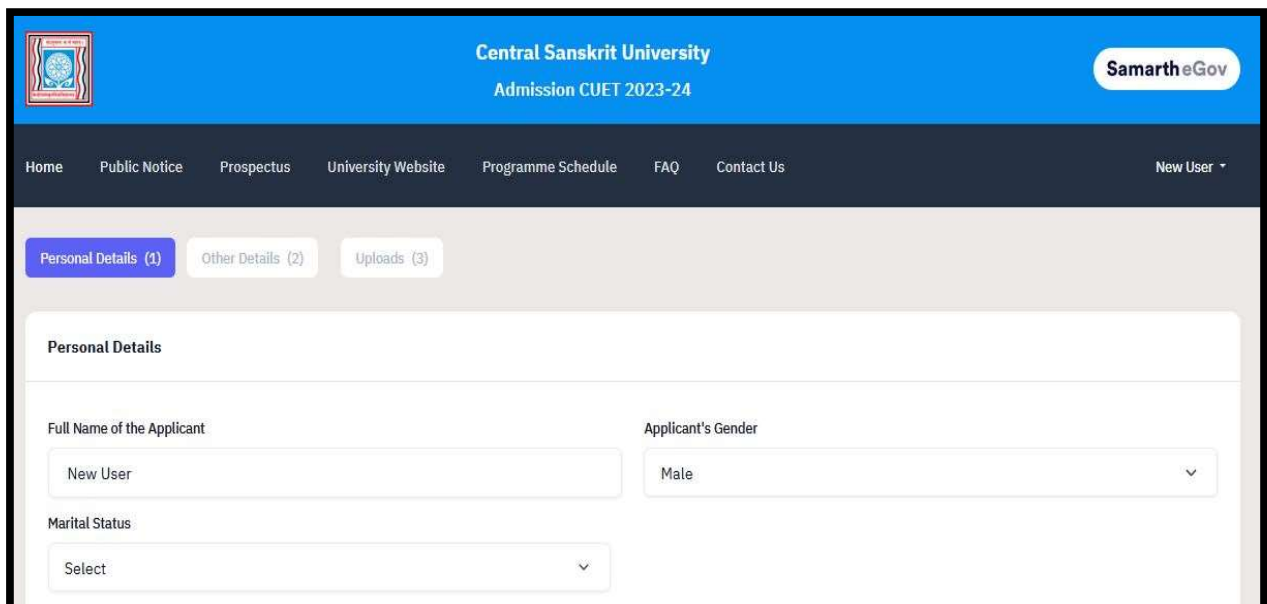 Central Sanskrit University
Admission CUET 2023-24
Samarth eGov
Home Public Notice Prospectus University Website Programme Schedule FAQ Contact Us New User
Personal Details (1) Other Details (2) Uploads (3)
Personal Details
Full Name of the Applicant Applicant's Gender
New User Male
Marital Status
Select